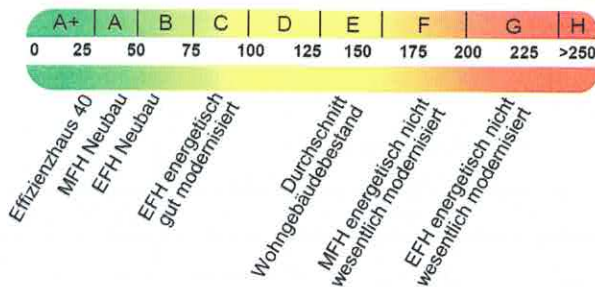 A+ A B C D E F G H
0 25 50 75 100 125 150 175 200 225 >250
Effizienzhaus 40
MFH Neubau
EFH Neubau
EFH energetisch
gut modernisiert
Durchschnitt
Wohngebäudebestand
MFH energetisch nicht
wesentlich modernisiert
EFH energetisch nicht
wesentlich modernisiert